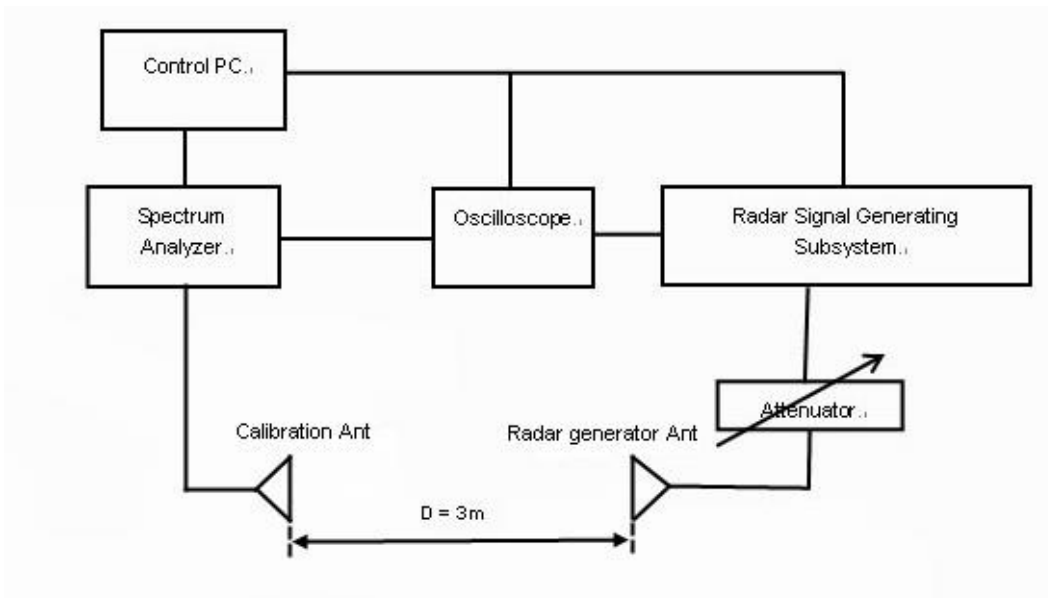 Control PC.
Spectrum
Analyzer.
Oscilloscope.
Radar Signal Generating
Subsystem.
Attenuator.
Calibration Ant
Radar generator Ant
D = 3m